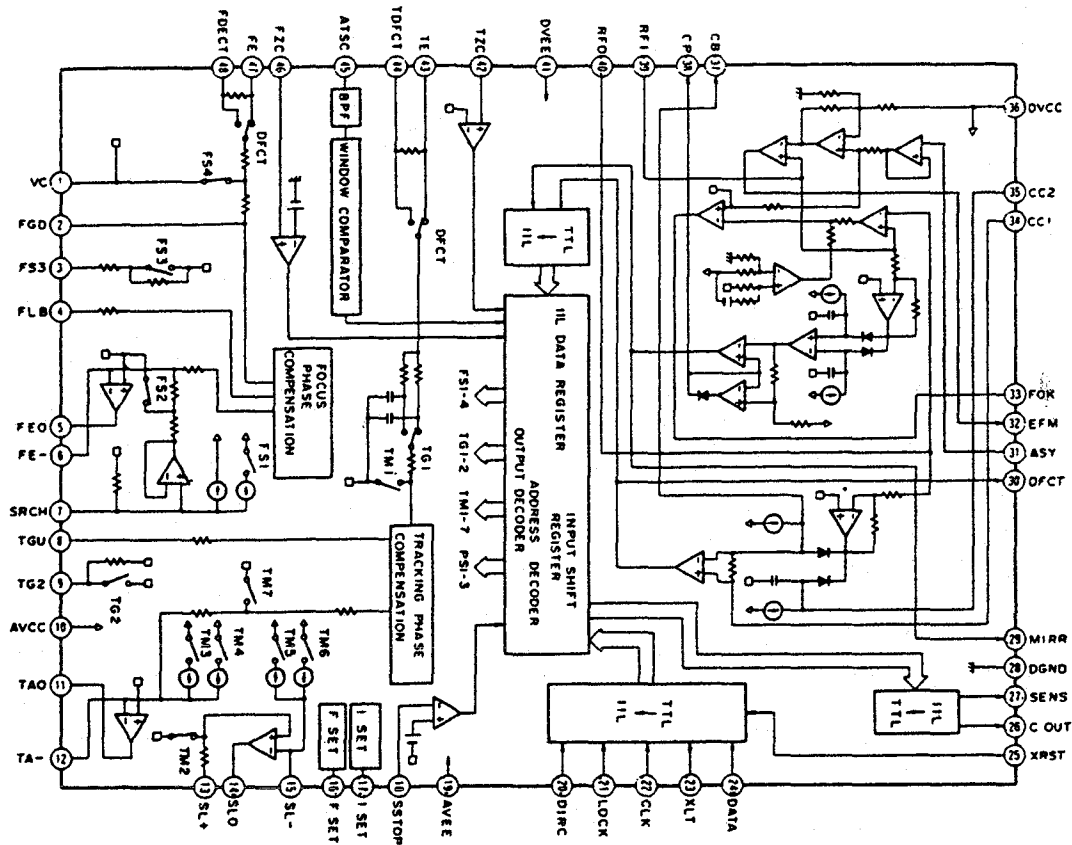 FDECT 48
FE 47
FZC 46
ATSC 45
TDFCT 44
TE 43
TZC 42
DVEE 41
RFO 40
RFI 39
CP 38
CB 37
VC 1
FGD 2
FS3 3
FLB 4
FEO 5
FE- 6
SRCH 7
TGU 8
TG2 9
AVCC 10
TAO 11
TA- 12
13 SL+
14 SLO
15 SL-
16 F SET
17 I SET
18 SSTOP
19 AVEE
20 DIRC
21 LOCK
22 CLK
23 XLT
24 DATA
36 DVCC
35 CC2
34 CC1
33 FOK
32 EFM
31 ASY
30 DFCT
29 MIRR
28 DGND
27 SENS
26 C OUT
25 XRST
DFCT
FS4
BPF
WINDOW COMPARATOR
DFCT
FS3
FS2
FS1
FOCUS
PHASE
COMPENSATION
TG1
TM1
TRACKING PHASE
COMPENSATION
TG2
TM7
TM3
TM4
TM5
TM6
TM2
F SET
I SET
TTL
IIL
IIL DATA REGISTER
INPUT SHIFT
REGISTER
ADDRESS DECODER
OUTPUT DECODER
FS1-4
TG1-2
TM1-7
PS1-3
TTL
IIL
IIL
TTL